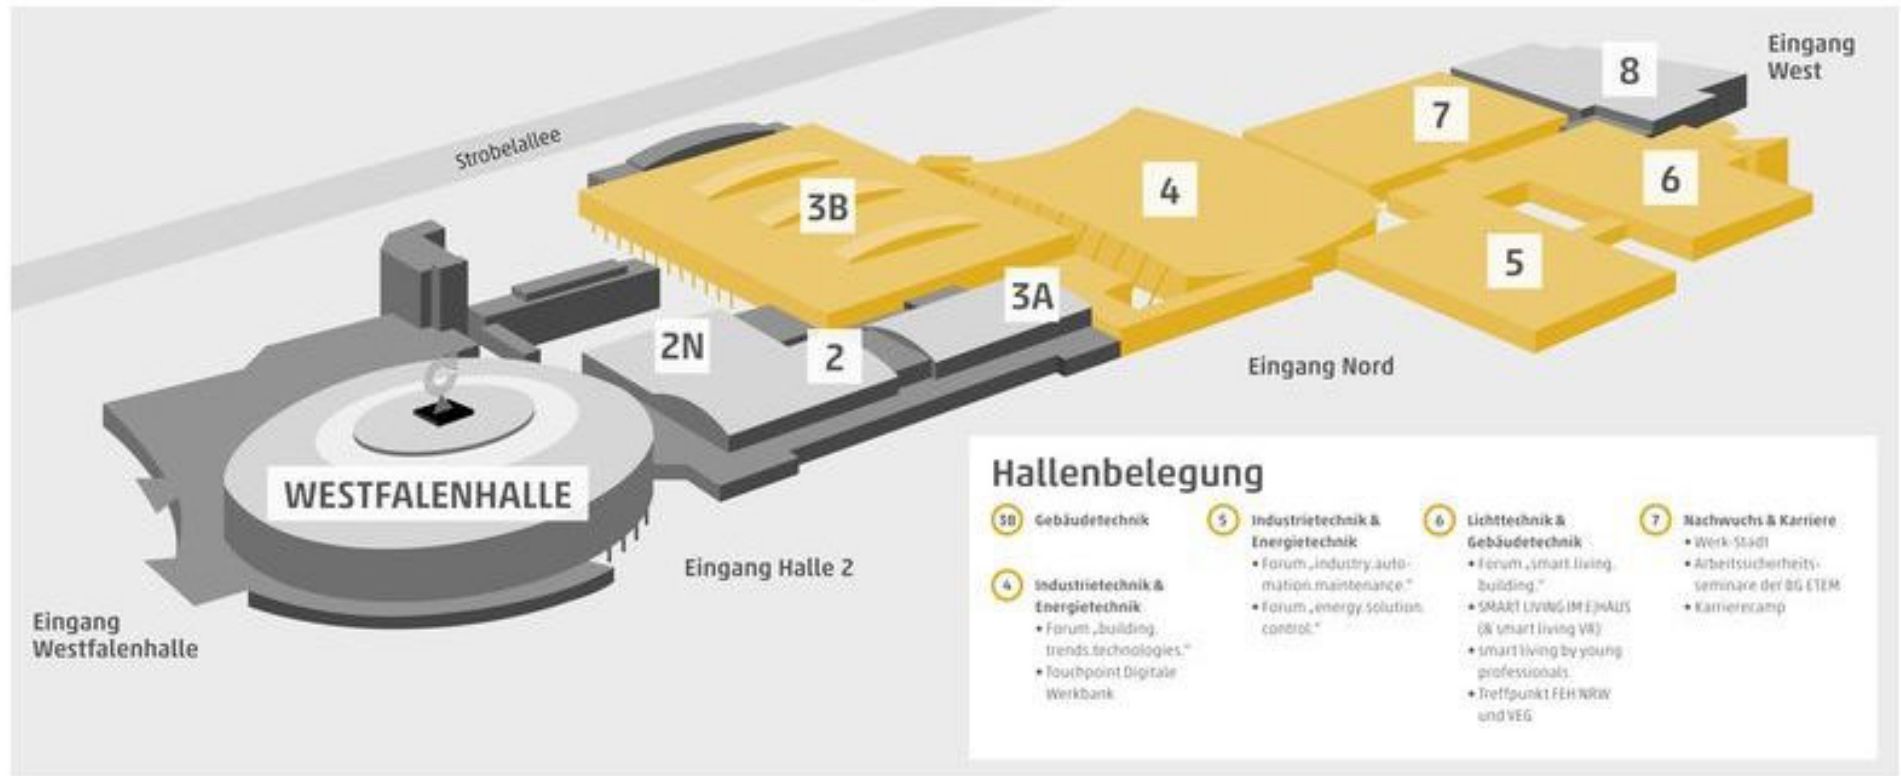 Eingang
West
8
7
Strobelallee
6
4
3B
5
3A
2N
2
Eingang Nord
WESTFALENHALLE
Eingang Halle 2
Eingang
Westfalenhalle
Hallenbelegung
3B Gebäudetechnik
4 Industrietechnik &
Energietechnik
• Forum „building.
trends.technologies.“
• Touchpoint Digitale
Werkbank
5 Industrietechnik &
Energietechnik
• Forum „industry.auto-
mation.maintenance.“
• Forum „energy.solution.
control.“
6 Lichttechnik &
Gebäudetechnik
• Forum „smart.living.
building.“
• SMART LIVING IM E|HAUS
(& smart living VR)
• smart living by young
professionals
• Treffpunkt FEH NRW
und VEG
7 Nachwuchs & Karriere
• Werk-Stadt
• Arbeitssicherheits-
seminare der BG ETEM
• Karrierecamp